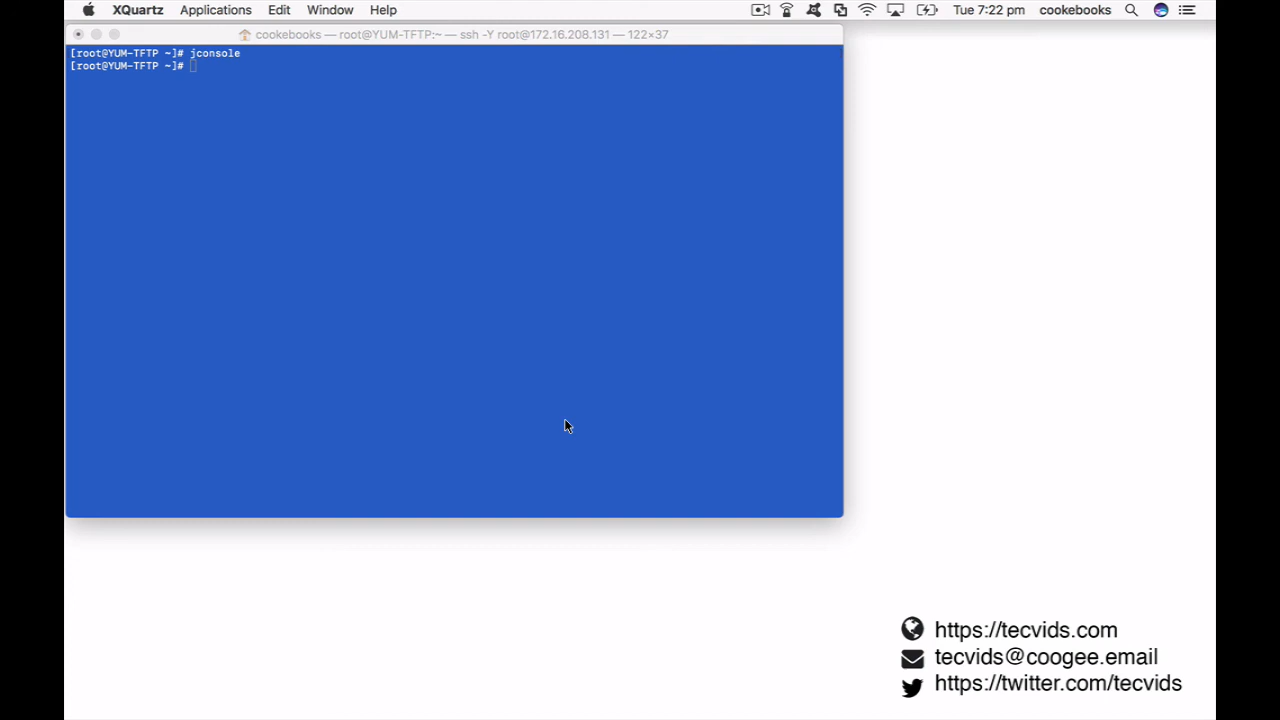 XQuartz Applications Edit Window Help Tue 7:22 pm cookebooks
cookebooks — root@YUM-TFTP:~ — ssh -Y root@172.16.208.131 — 122×37
[root@YUM-TFTP ~]# jconsole
[root@YUM-TFTP ~]#
https://tecvids.com
tecvids@coogee.email
https://twitter.com/tecvids